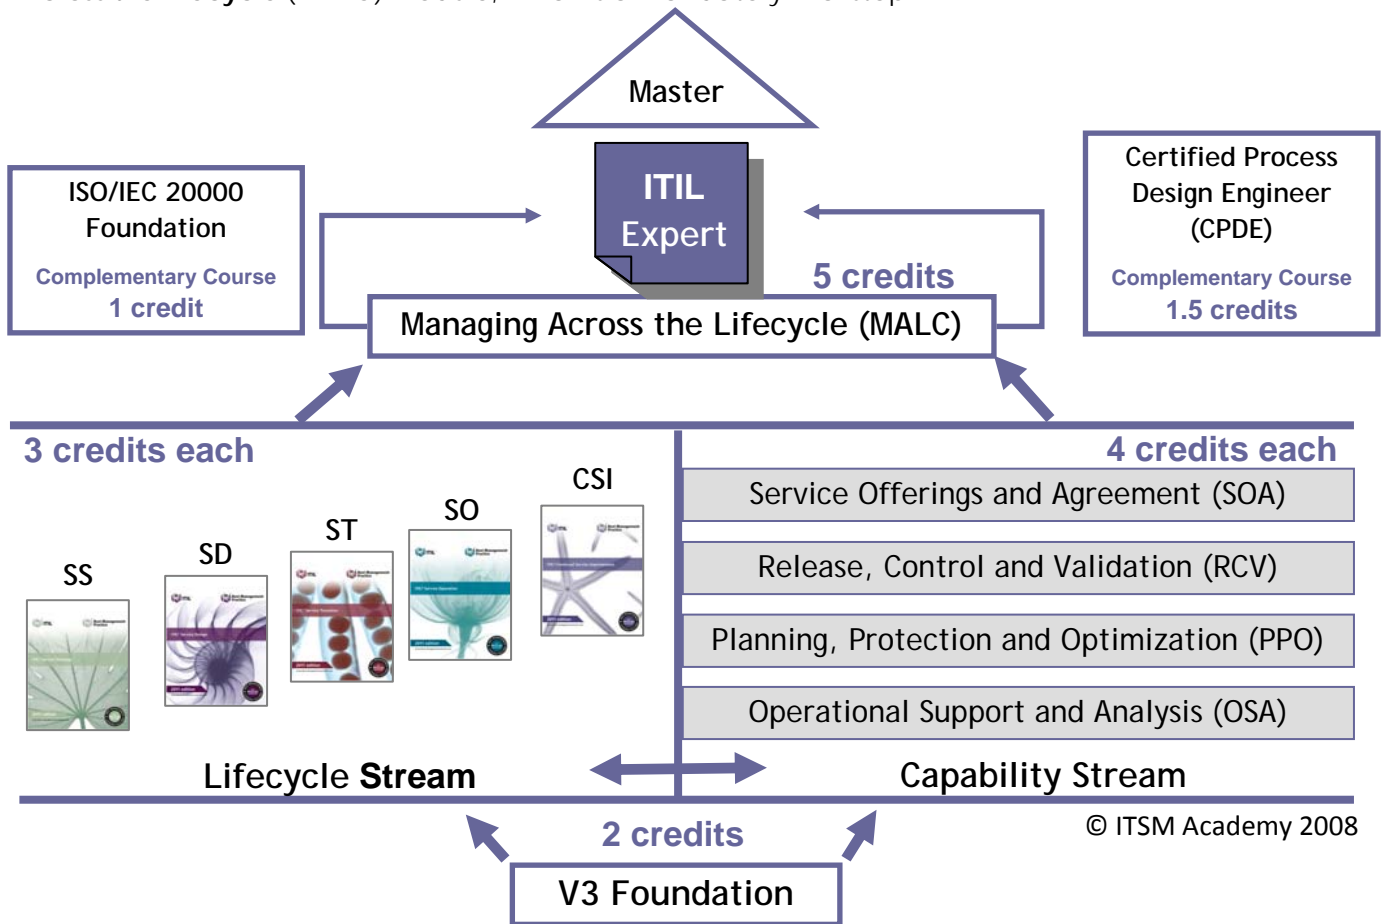 Master
ITIL
Expert
ISO/IEC 20000
Foundation
Complementary Course
1 credit
Certified Process
Design Engineer
(CPDE)
Complementary Course
1.5 credits
5 credits
Managing Across the Lifecycle (MALC)
3 credits each
4 credits each
SS
SD
ST
SO
CSI
Service Offerings and Agreement (SOA)
Release, Control and Validation (RCV)
Planning, Protection and Optimization (PPO)
Operational Support and Analysis (OSA)
Lifecycle Stream
Capability Stream
© ITSM Academy 2008
2 credits
V3 Foundation